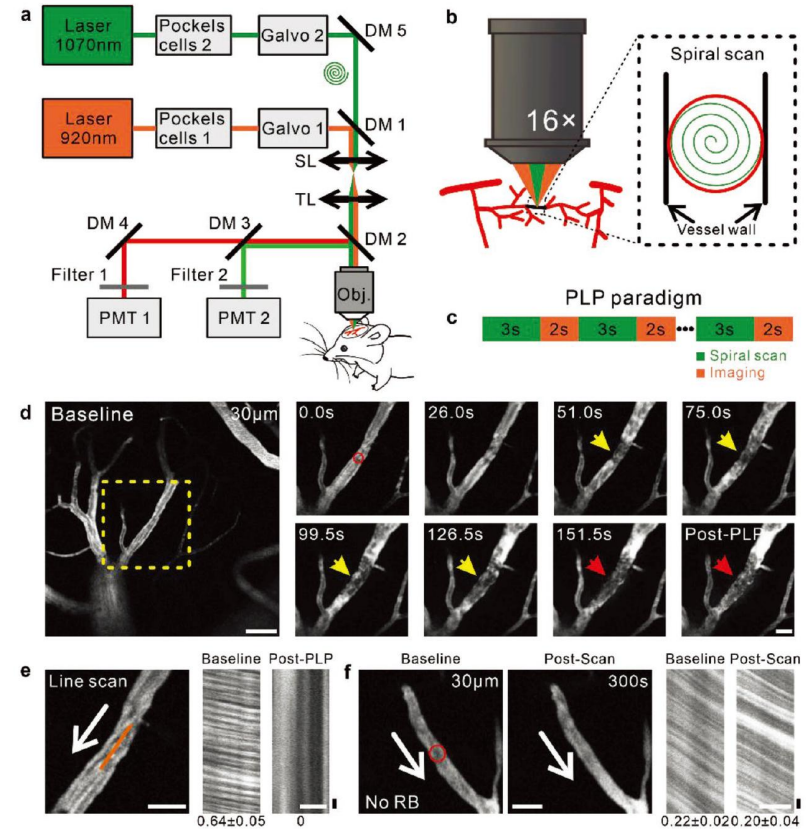 a
Laser
1070nm
Pockels
cells 2
Galvo 2
DM 5
Laser
920nm
Pockels
cells 1
Galvo 1
DM 1
SL
TL
DM 4
DM 3
DM 2
Filter 1
Filter 2
PMT 1
PMT 2
Obj.
b
16×
Spiral scan
Vessel wall
PLP paradigm
c
3s 2s 3s 2s ••• 3s 2s
Spiral scan
Imaging
d
Baseline 30μm
0.0s 26.0s 51.0s 75.0s
99.5s 126.5s 151.5s Post-PLP
e
Line scan
Baseline Post-PLP
0.64±0.05 0
f
Baseline Post-Scan
30μm 300s
No RB
Baseline Post-Scan
0.22±0.02 0.20±0.04